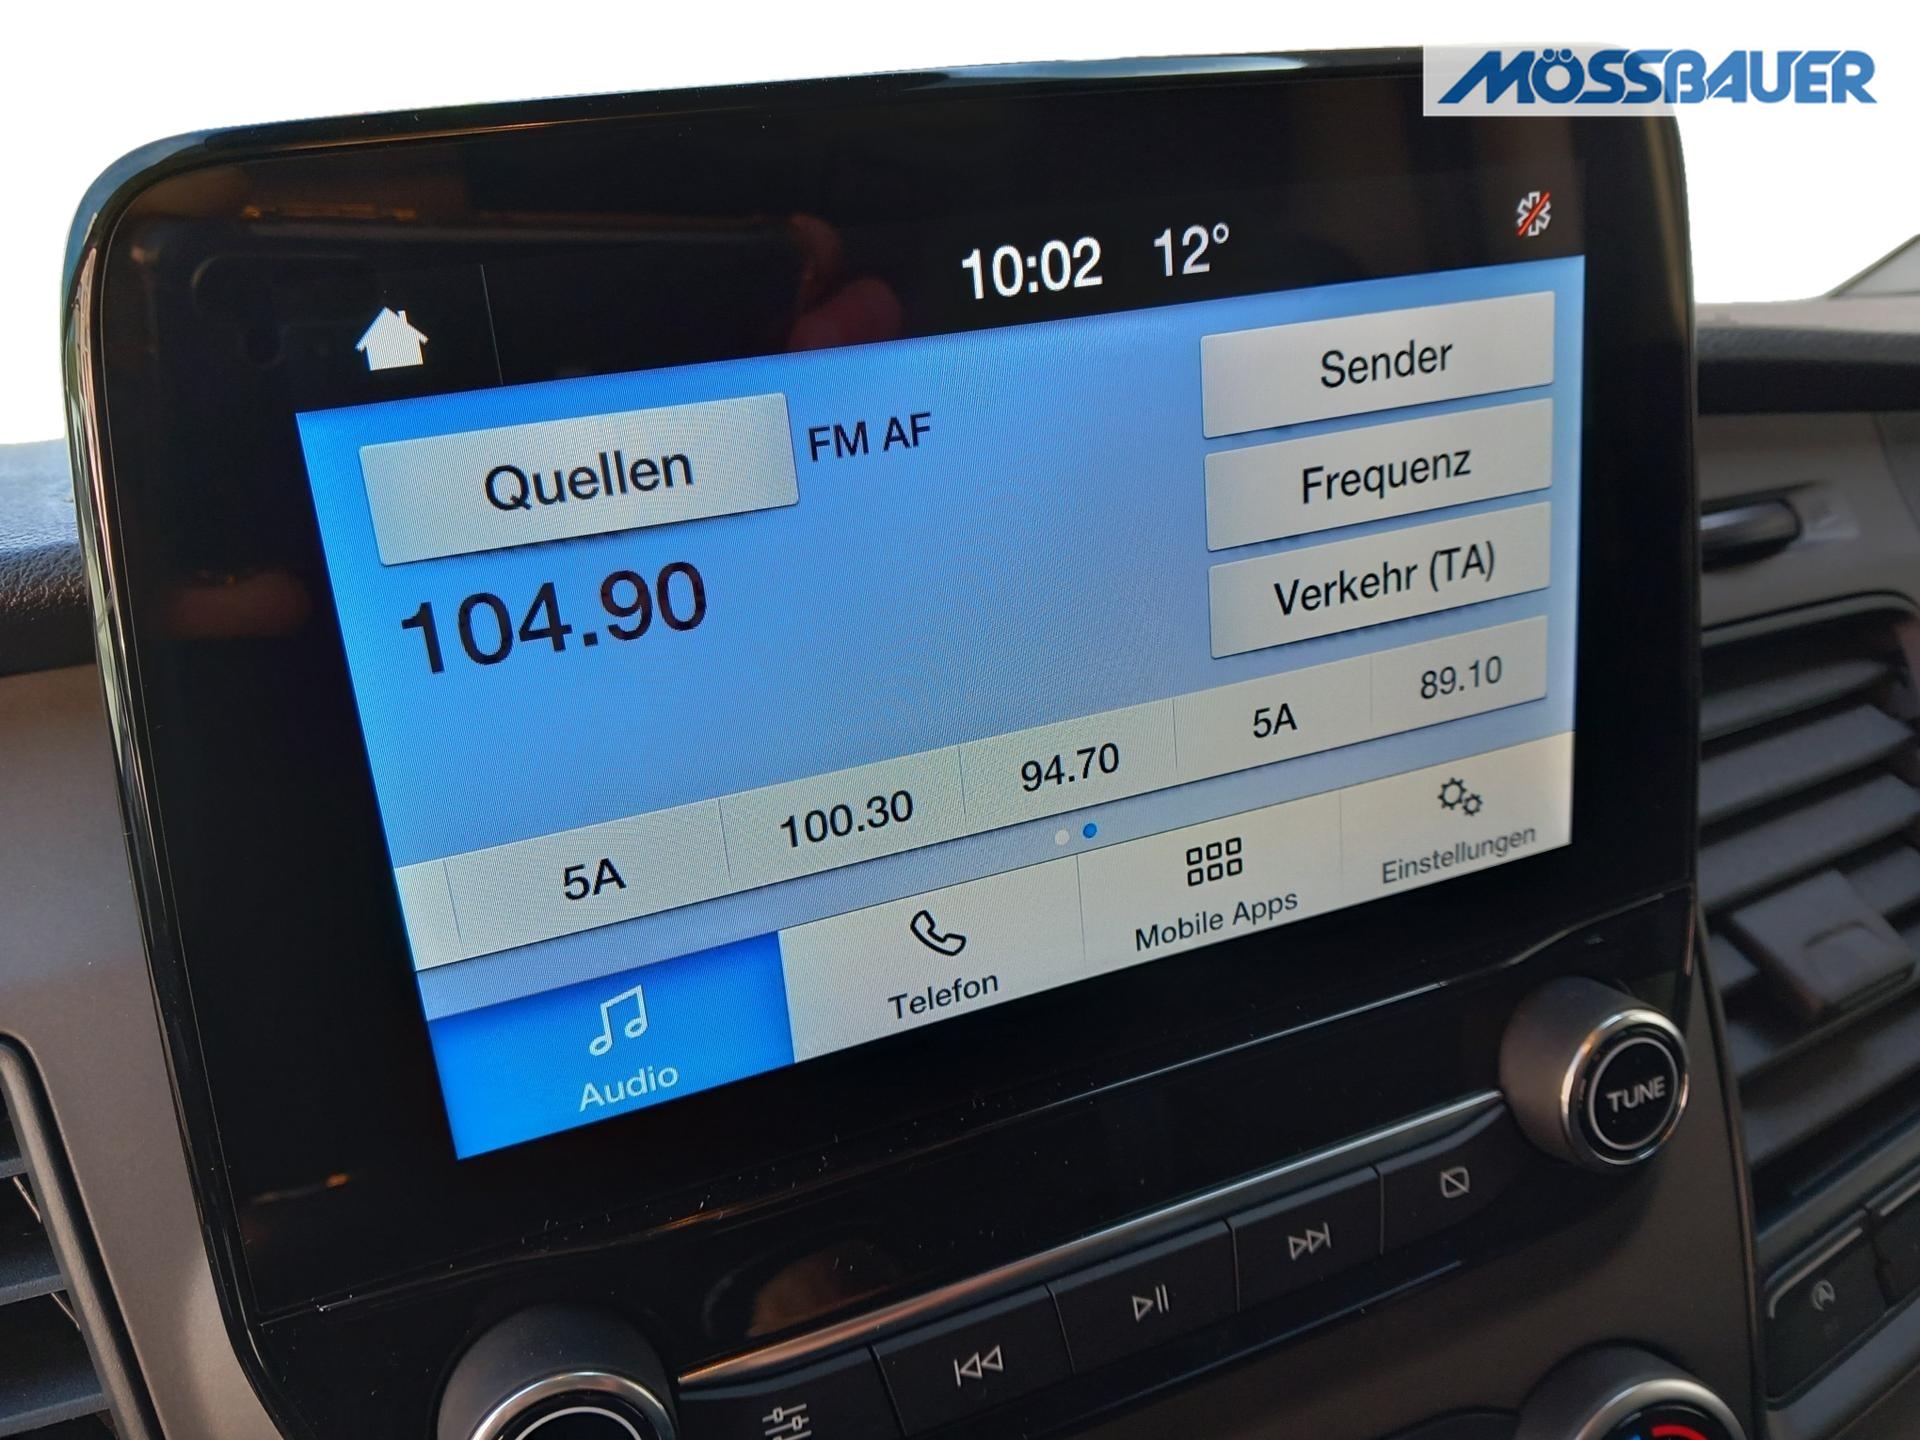 MÖSSBAUER
10:02 12°
Quellen
FM AF
Sender
Frequenz
Verkehr (TA)
104.90
5A
100.30
94.70
5A
89.10
Audio
Telefon
Mobile Apps
Einstellungen
TUNE